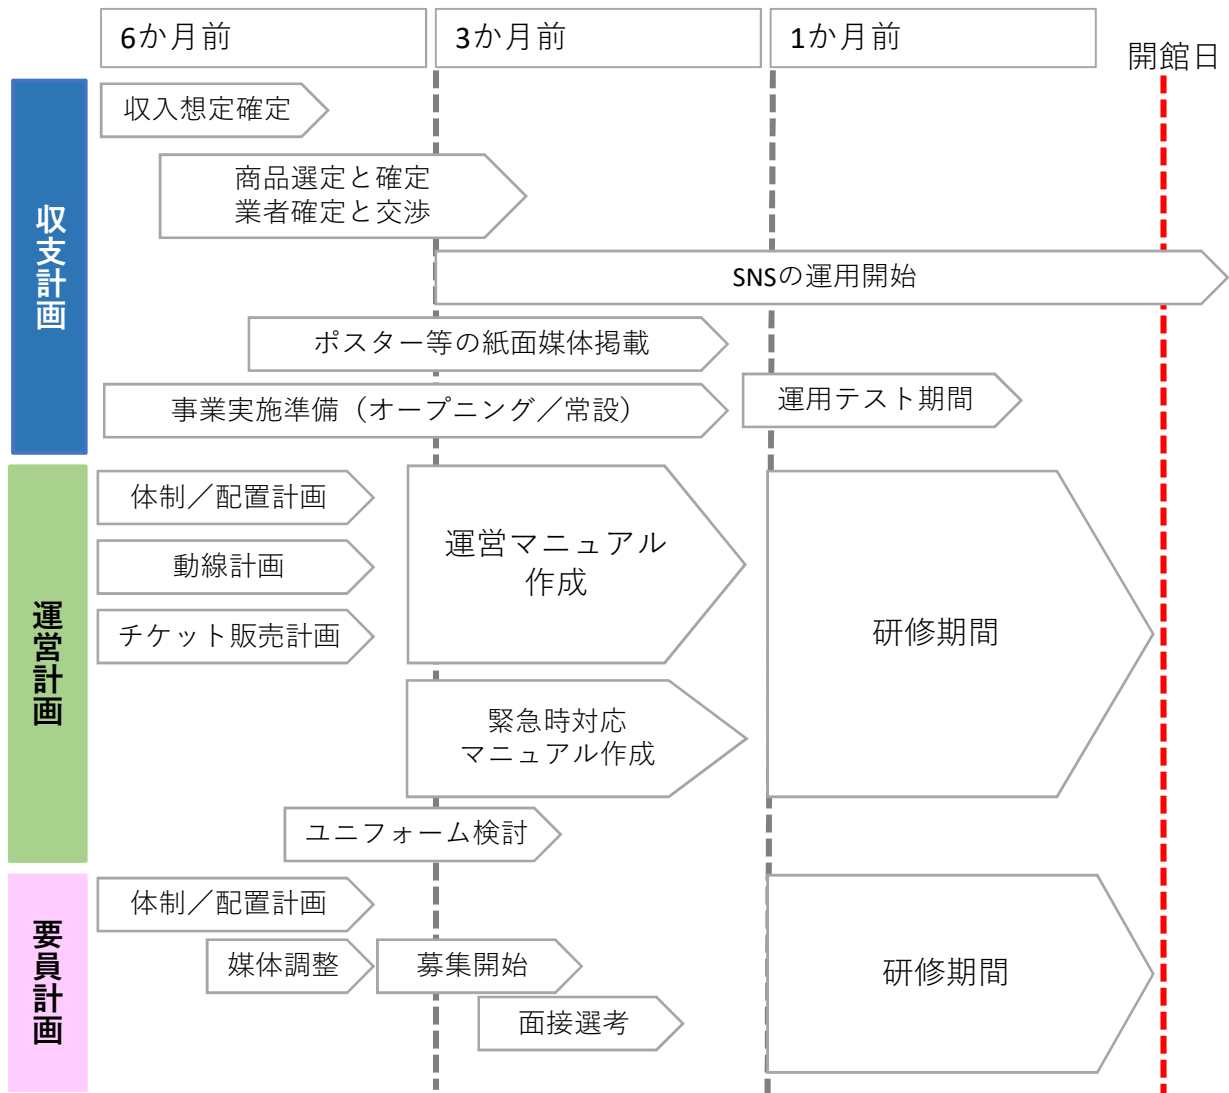 6か月前
3か月前
1か月前
開館日
収支計画
収入想定確定
商品選定と確定
業者確定と交渉
SNSの運用開始
ポスター等の紙面媒体掲載
事業実施準備（オープニング／常設）
運用テスト期間
運営計画
体制／配置計画
動線計画
チケット販売計画
運営マニュアル
作成
緊急時対応
マニュアル作成
ユニフォーム検討
研修期間
要員計画
体制／配置計画
媒体調整
募集開始
面接選考
研修期間